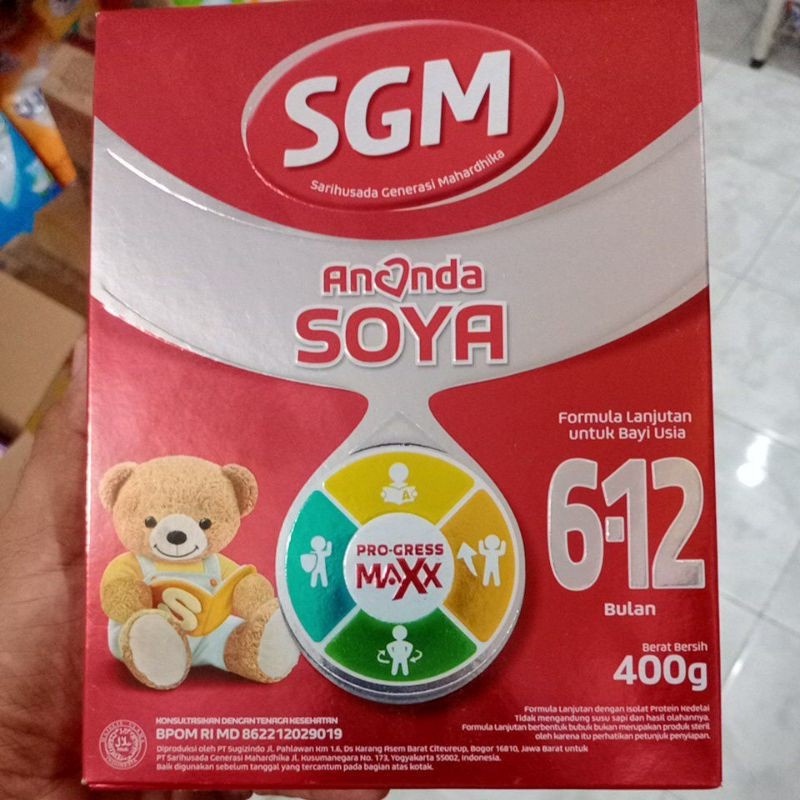 SGM
Sarihusada Generasi Mahardhika
Ananda
SOYA
Formula Lanjutan
untuk Bayi Usia
6-12
Bulan
A
PRO-GRESS
MAXX
S
Berat Bersih
400g
Formula Lanjutan dengan Isolat Protein Kedelai
Tidak mengandung susu sapi dan hasil olahannya.
Formula Lanjutan berbentuk bubuk bukan merupakan produk steril
oleh karena itu perhatikan petunjuk penyiapan.
KONSULTASIKAN DENGAN TENAGA KESEHATAN
BPOM RI MD 862212029019
Diproduksi oleh PT Sugizindo Jl. Pahlawan Km 1.6, Ds Karang Asem Barat Citeureup, Bogor 16810, Jawa Barat untuk
PT Sarihusada Generasi Mahardhika Jl. Kusumanegara No. 173, Yogyakarta 55002, Indonesia.
Baik digunakan sebelum tanggal yang tercantum pada bagian atas kotak.